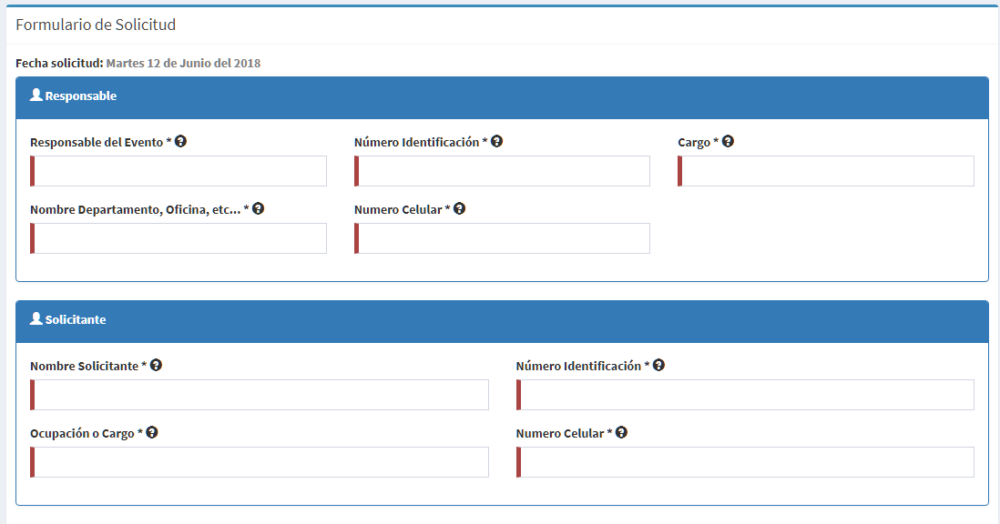 Formulario de Solicitud
Fecha solicitud: Martes 12 de Junio del 2018
Responsable
Responsable del Evento * ?
Número Identificación * ?
Cargo * ?
Nombre Departamento, Oficina, etc... * ?
Numero Celular * ?
Solicitante
Nombre Solicitante * ?
Número Identificación * ?
Ocupación o Cargo * ?
Numero Celular * ?